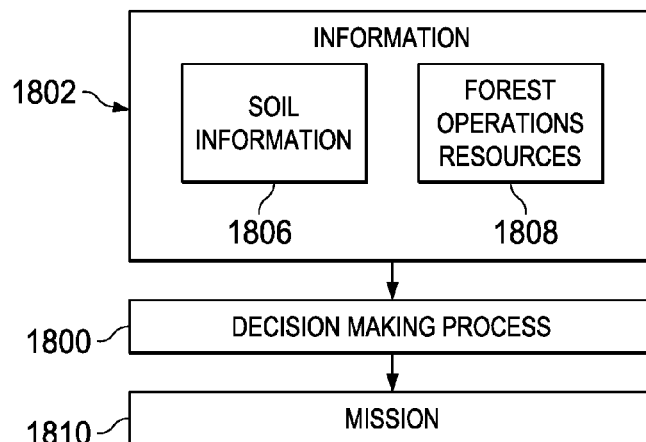 INFORMATION
1802
SOIL
INFORMATION
FOREST
OPERATIONS
RESOURCES
1806
1808
1800
DECISION MAKING PROCESS
1810
MISSION